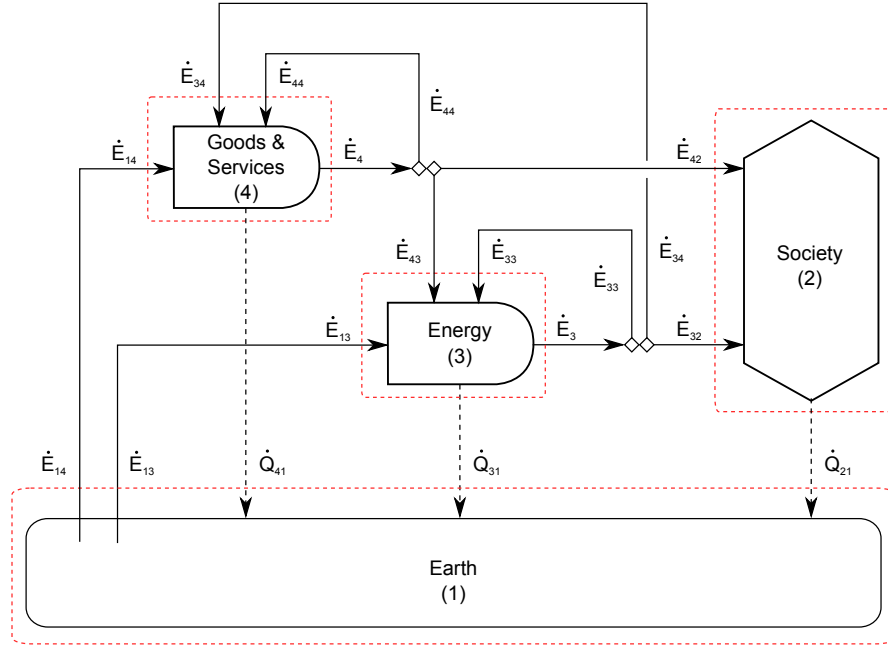 Ė34
Ė44
Ė44
Ė14
Goods &
Services
(4)
Ė4
Ė42
Ė43
Ė33
Ė33
Ė34
Society
(2)
Ė13
Energy
(3)
Ė3
Ė32
Ė14
Ė13
Q̇41
Q̇31
Q̇21
Earth
(1)